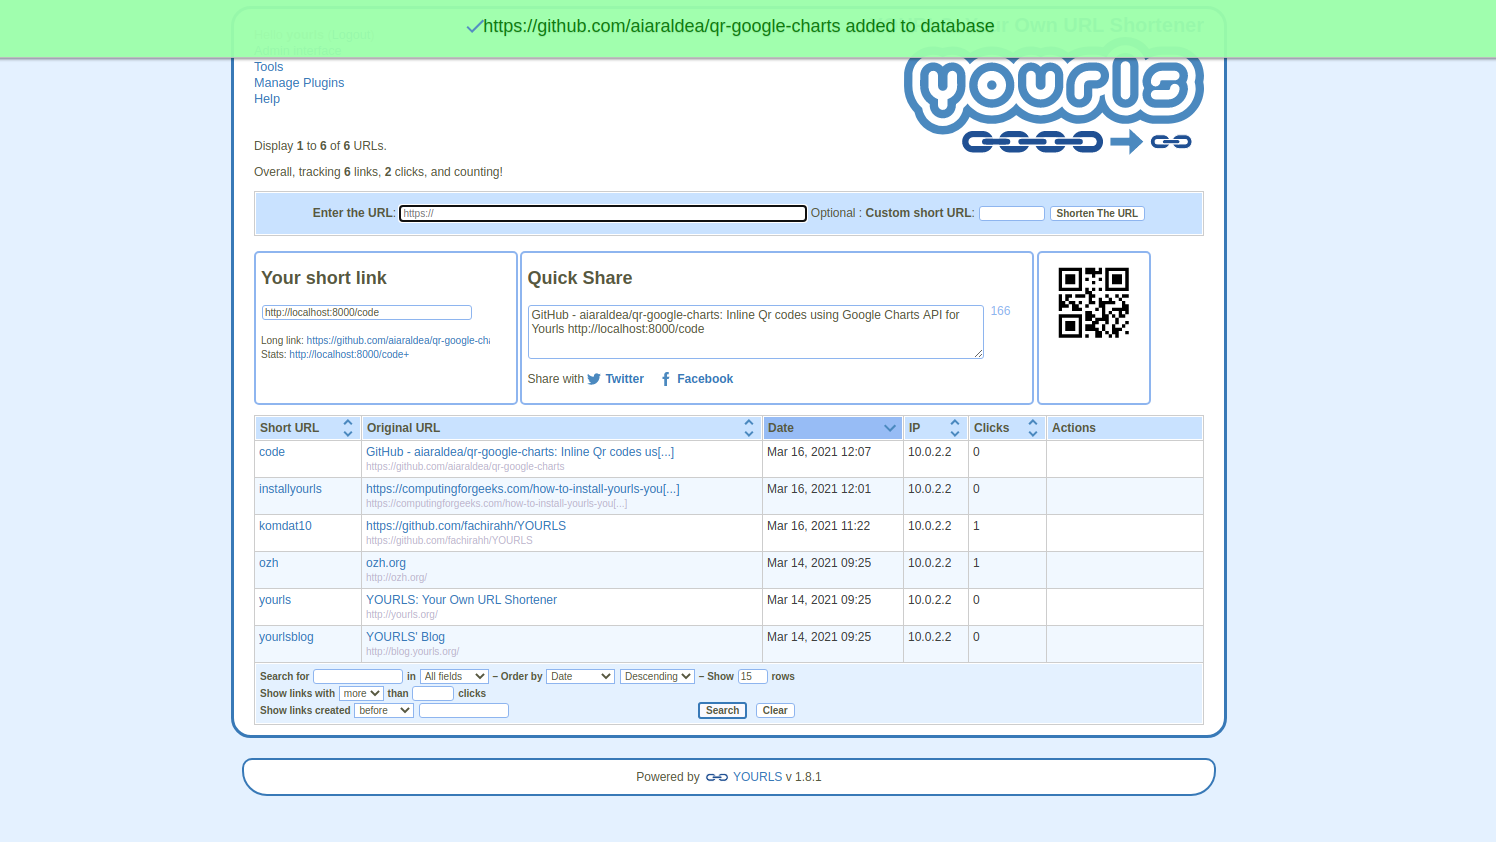 https://github.com/aiaraldea/qr-google-charts added to database
Your Own URL Shortener
Tools
Manage Plugins
Help
yourls
Display 1 to 6 of 6 URLs.
Overall, tracking 6 links, 2 clicks, and counting!
Enter the URL: https:// Optional : Custom short URL: Shorten The URL
Your short link
http://localhost:8000/code
Long link: https://github.com/aiaraldea/qr-google-cha
Stats: http://localhost:8000/code+
Quick Share
GitHub - aiaraldea/qr-google-charts: Inline Qr codes using Google Charts API for
Yourls http://localhost:8000/code
166
Share with Twitter Facebook
Short URL Original URL Date IP Clicks Actions
code GitHub - aiaraldea/qr-google-charts: Inline Qr codes us[...] Mar 16, 2021 12:07 10.0.2.2 0
https://github.com/aiaraldea/qr-google-charts
installyourls https://computingforgeeks.com/how-to-install-yourls-you[...] Mar 16, 2021 12:01 10.0.2.2 0
https://computingforgeeks.com/how-to-install-yourls-you[...]
komdat10 https://github.com/fachirahh/YOURLS Mar 16, 2021 11:22 10.0.2.2 1
https://github.com/fachirahh/YOURLS
ozh ozh.org Mar 14, 2021 09:25 10.0.2.2 1
http://ozh.org/
yourls YOURLS: Your Own URL Shortener Mar 14, 2021 09:25 10.0.2.2 0
http://yourls.org/
yourlsblog YOURLS' Blog Mar 14, 2021 09:25 10.0.2.2 0
http://blog.yourls.org/
Search for in All fields – Order by Date Descending – Show 15 rows
Show links with more than clicks
Show links created before Search Clear
Powered by YOURLS v 1.8.1